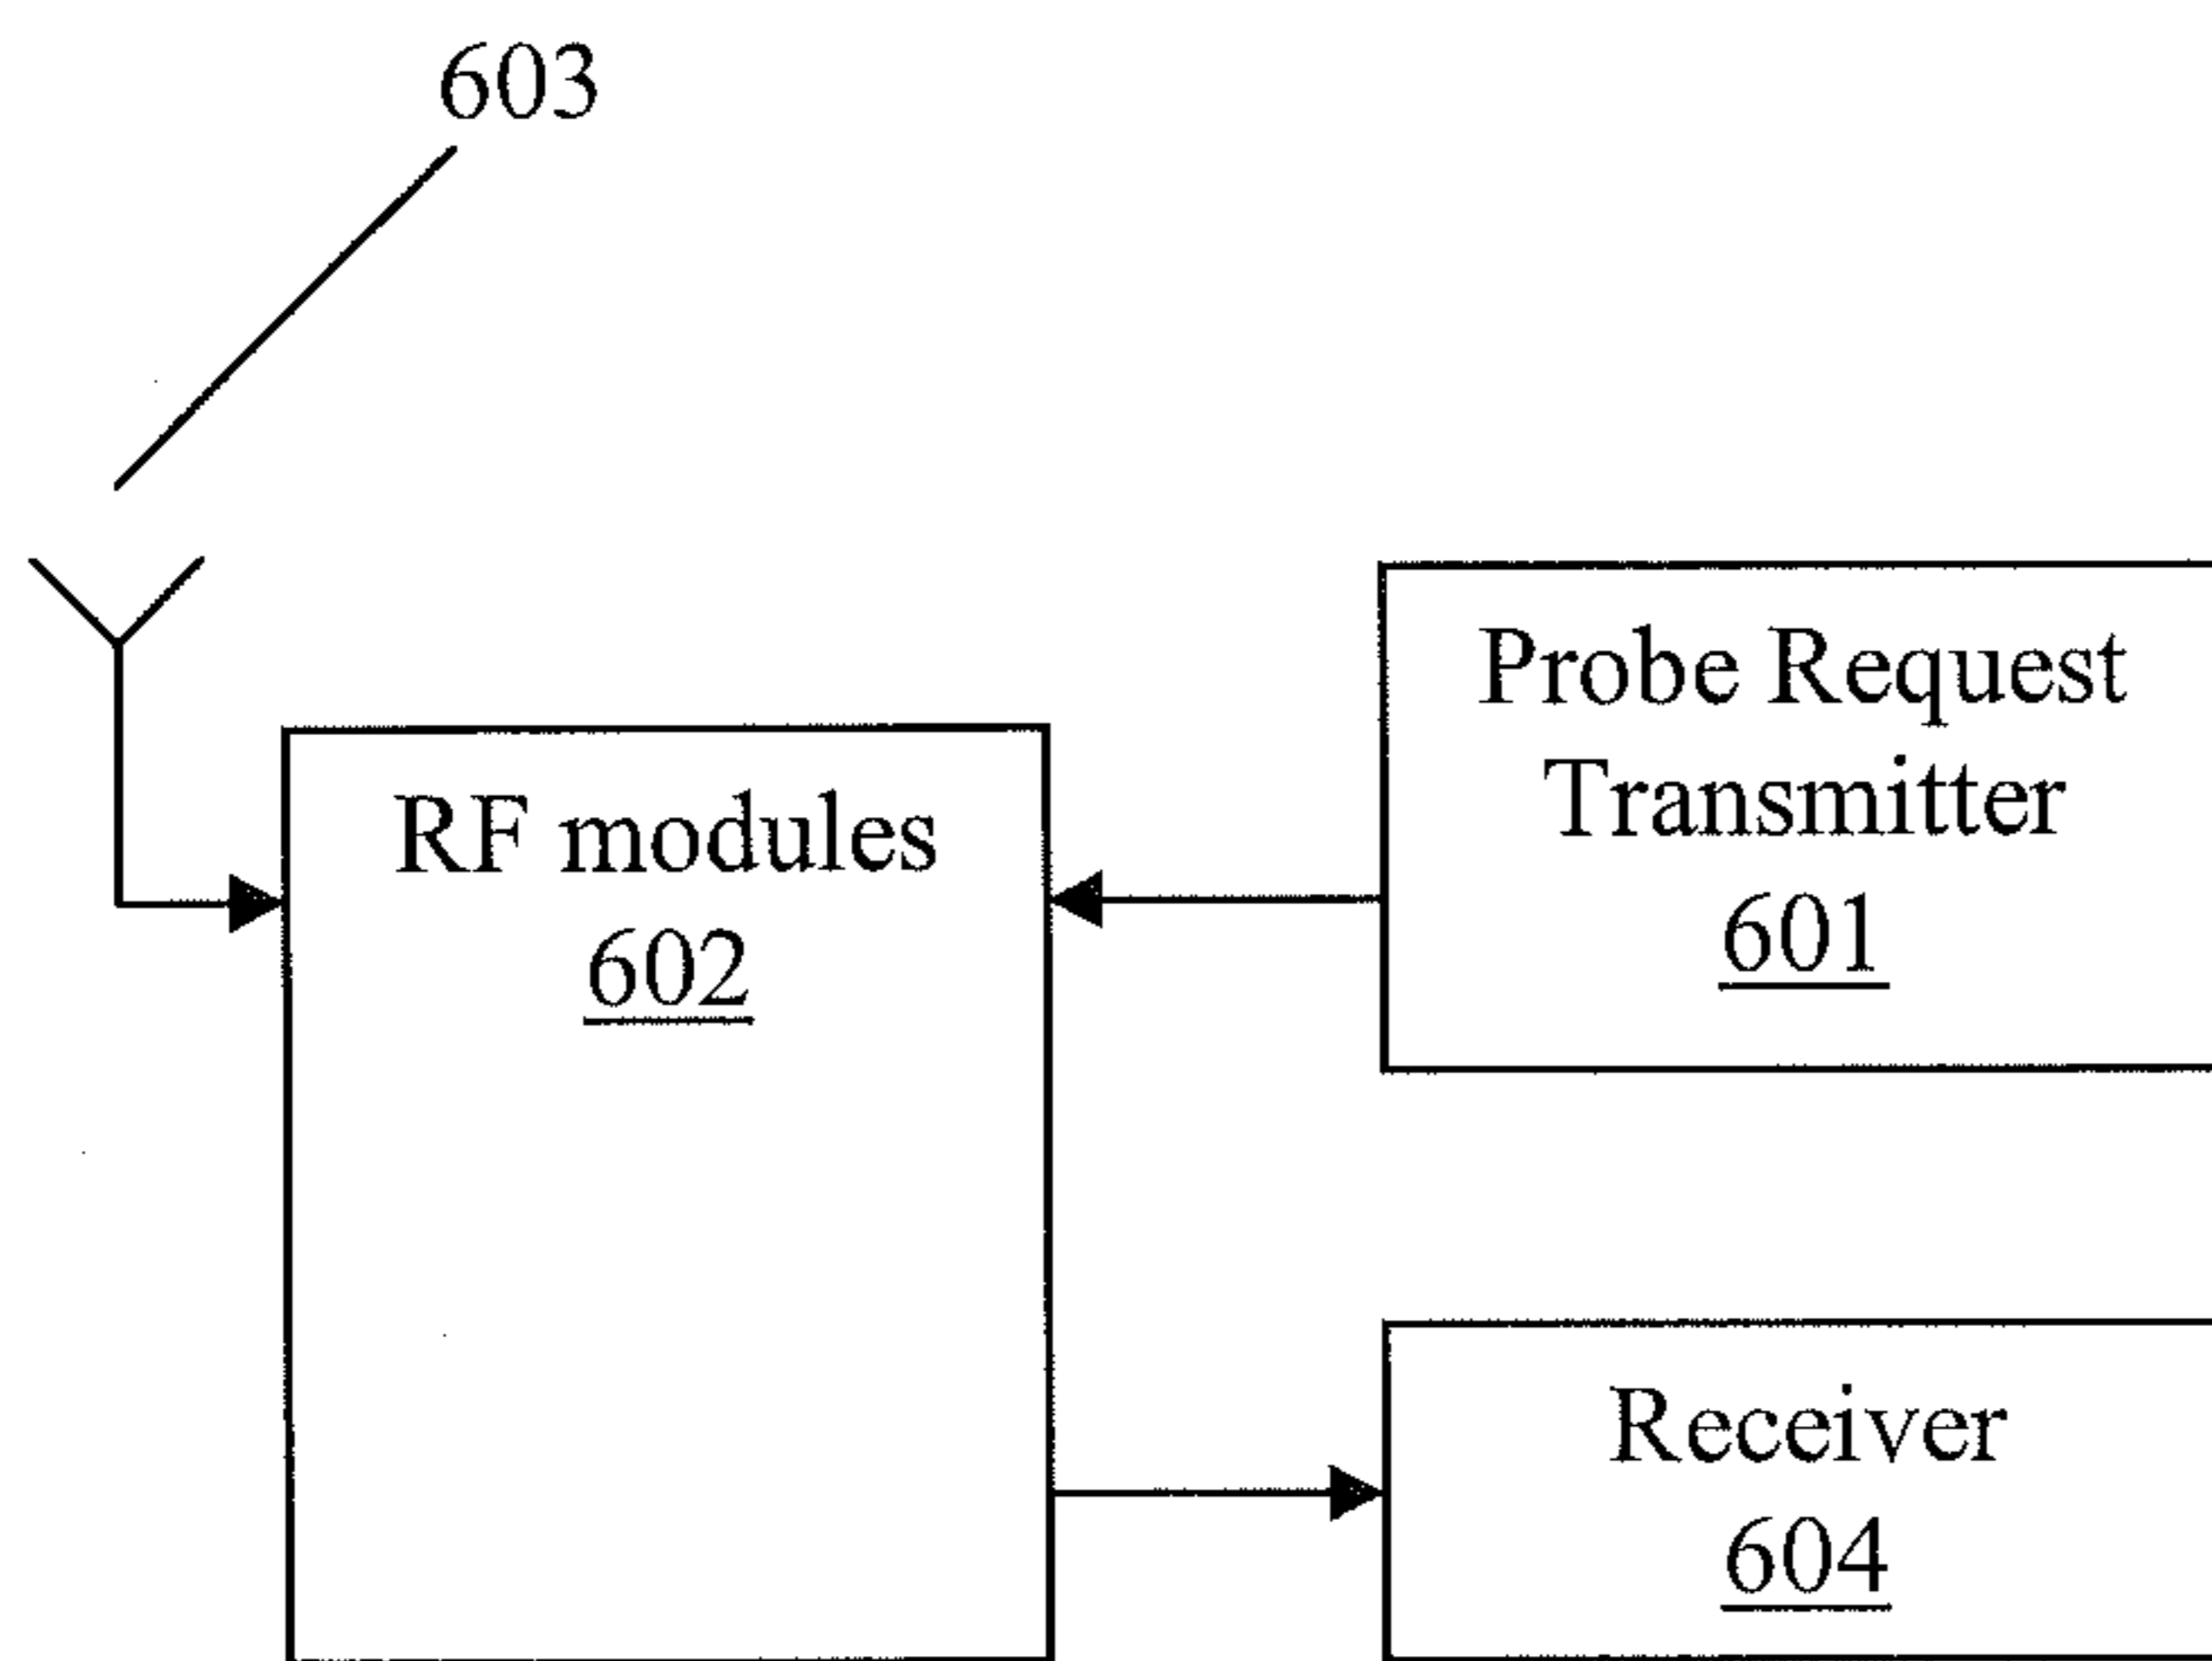 603
RF modules
602
Probe Request
Transmitter
601
Receiver
604